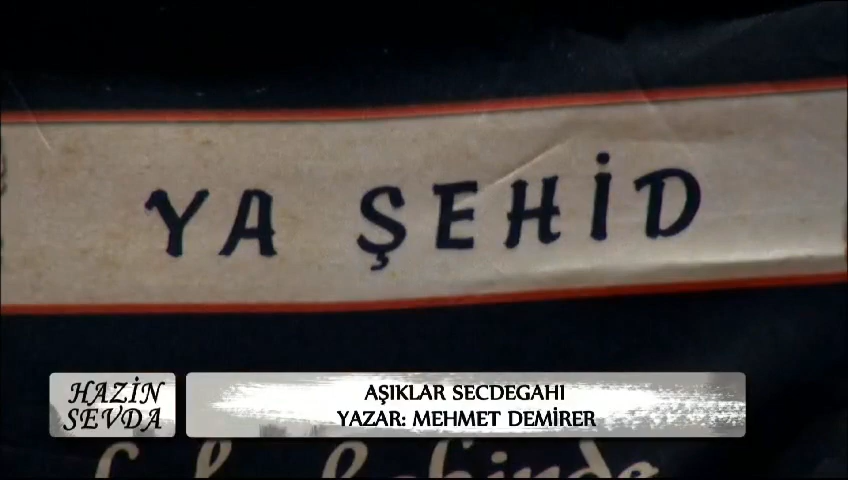 YA ŞEHİD
HAZİN
SEVDA
AŞIKLAR SECDEGAHI
YAZAR: MEHMET DEMİRER